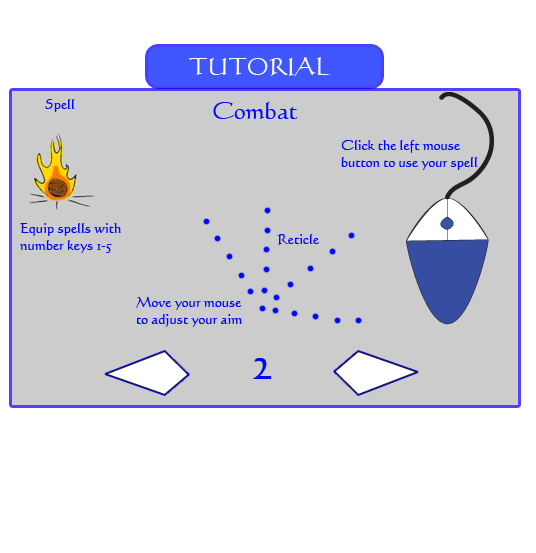 TUTORIAL
Spell
Combat
Click the left mouse
button to use your spell
Equip spells with
number keys 1-5
Reticle
Move your mouse
to adjust your aim
2